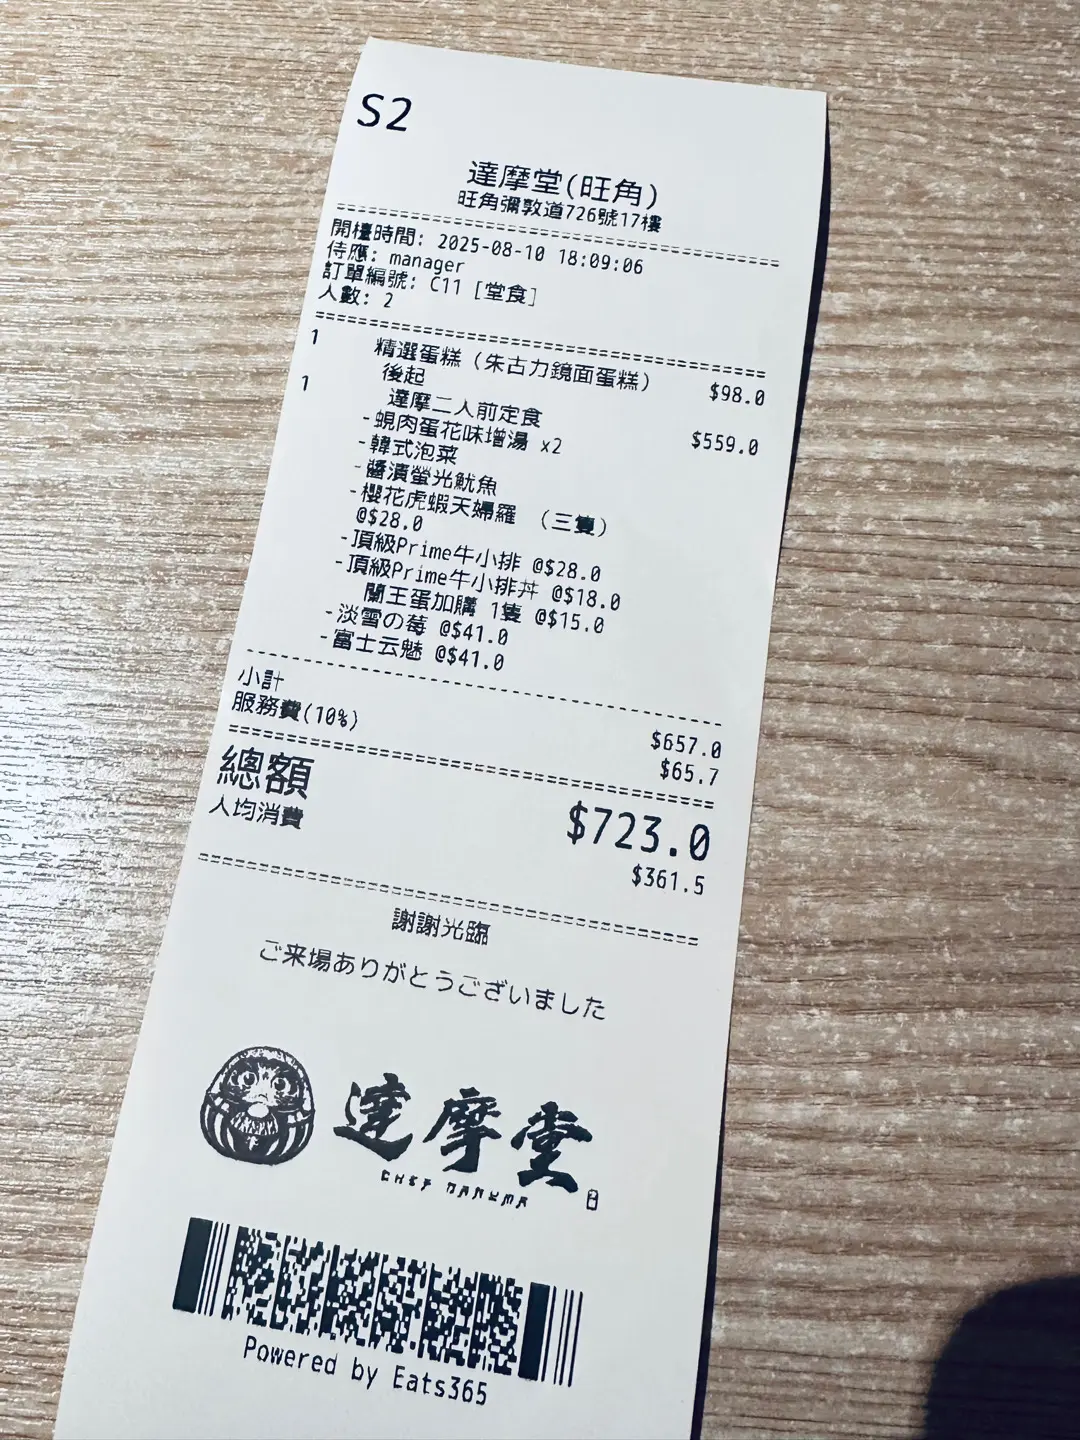 S2
達摩堂(旺角)
旺角彌敦道726號17樓
開檯時間: 2025-08-10 18:09:06
侍應: manager
訂單編號: C11 [堂食]
人數: 2
1 精選蛋糕 (朱古力鏡面蛋糕) $98.0
後起
1 達摩二人前定食 $559.0
-蜆肉蛋花味增湯 x2
-韓式泡菜
-醬漬螢光魷魚
-櫻花虎蝦天婦羅 (三隻)
@$28.0
-頂級Prime牛小排 @$28.0
-頂級Prime牛小排丼 @$18.0
蘭王蛋加購 1隻 @$15.0
-淡雪の莓 @$41.0
-富士云魅 @$41.0
小計 $657.0
服務費(10%) $65.7
總額 $723.0
人均消費 $361.5
謝謝光臨
ご来場ありがとうございました
達摩堂
CHEF DARUMA
Powered by Eats365